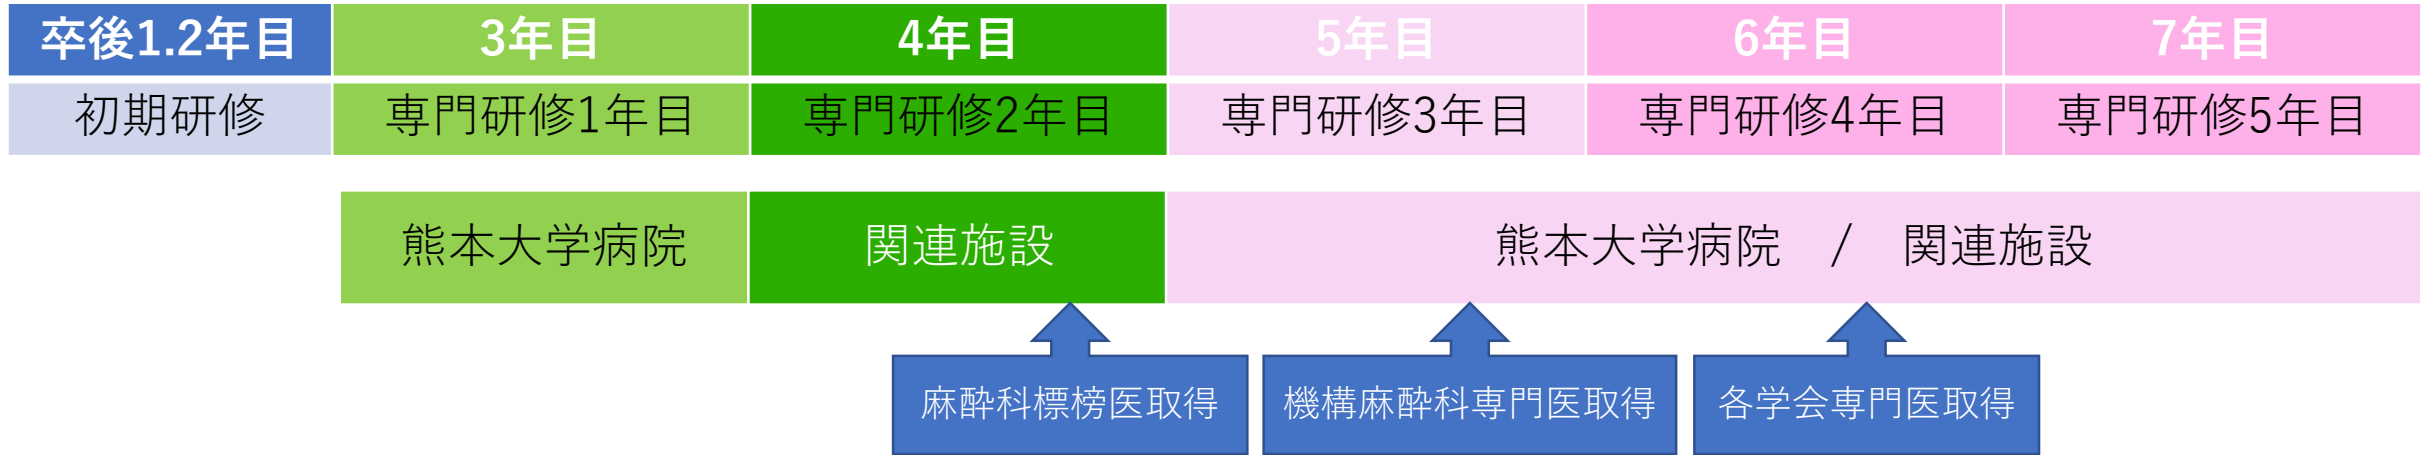 卒後1.2年目 3年目 4年目 5年目 6年目 7年目
初期研修 専門研修1年目 専門研修2年目 専門研修3年目 専門研修4年目 専門研修5年目
熊本大学病院 関連施設 熊本大学病院 / 関連施設
麻酔科標榜医取得 機構麻酔科専門医取得 各学会専門医取得